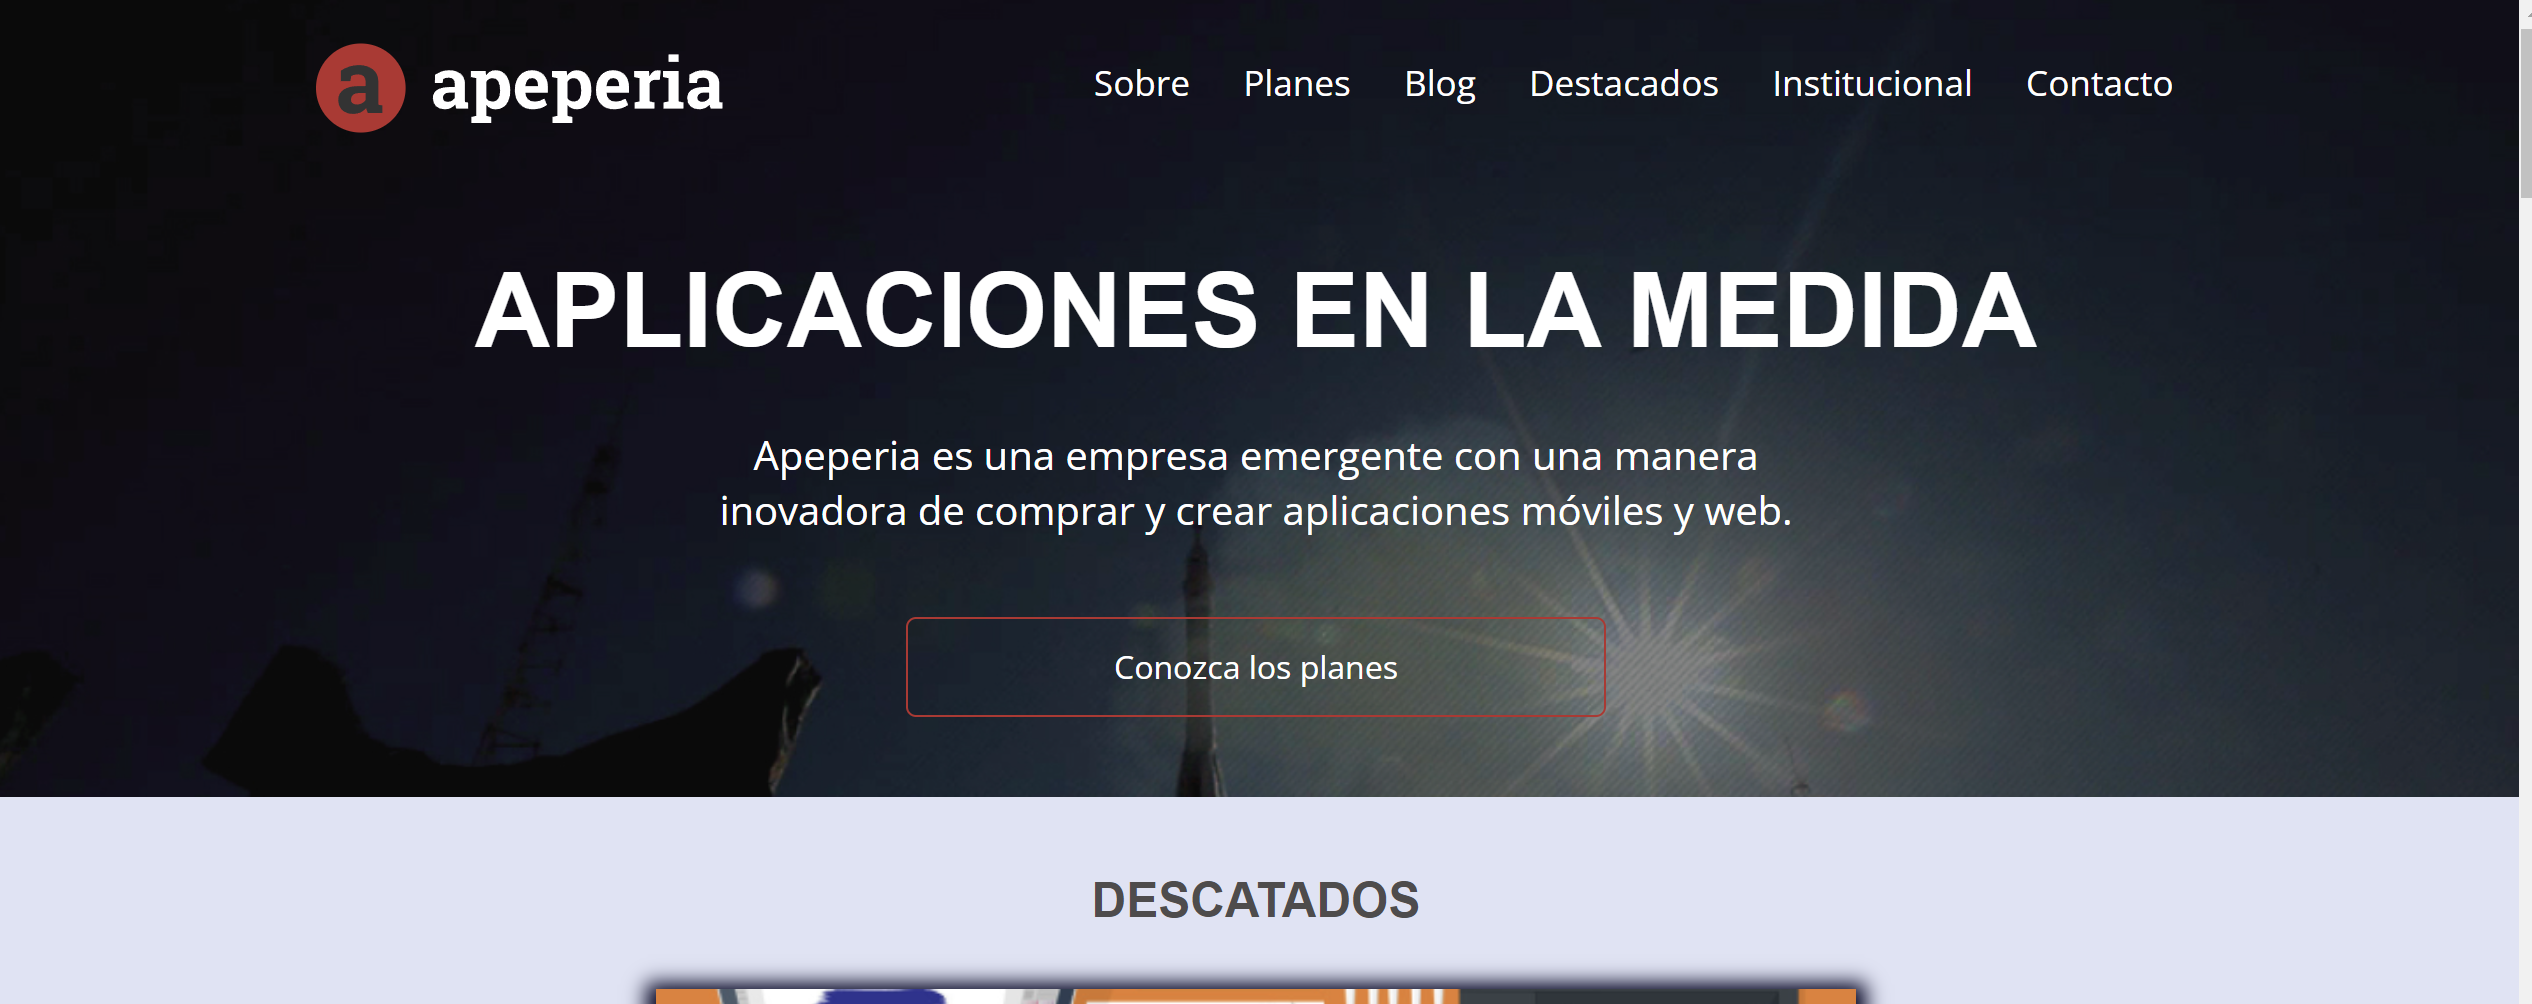 a apeperia
Sobre Planes Blog Destacados Institucional Contacto
APLICACIONES EN LA MEDIDA
Apeperia es una empresa emergente con una manera
inovadora de comprar y crear aplicaciones móviles y web.
Conozca los planes
DESCATADOS